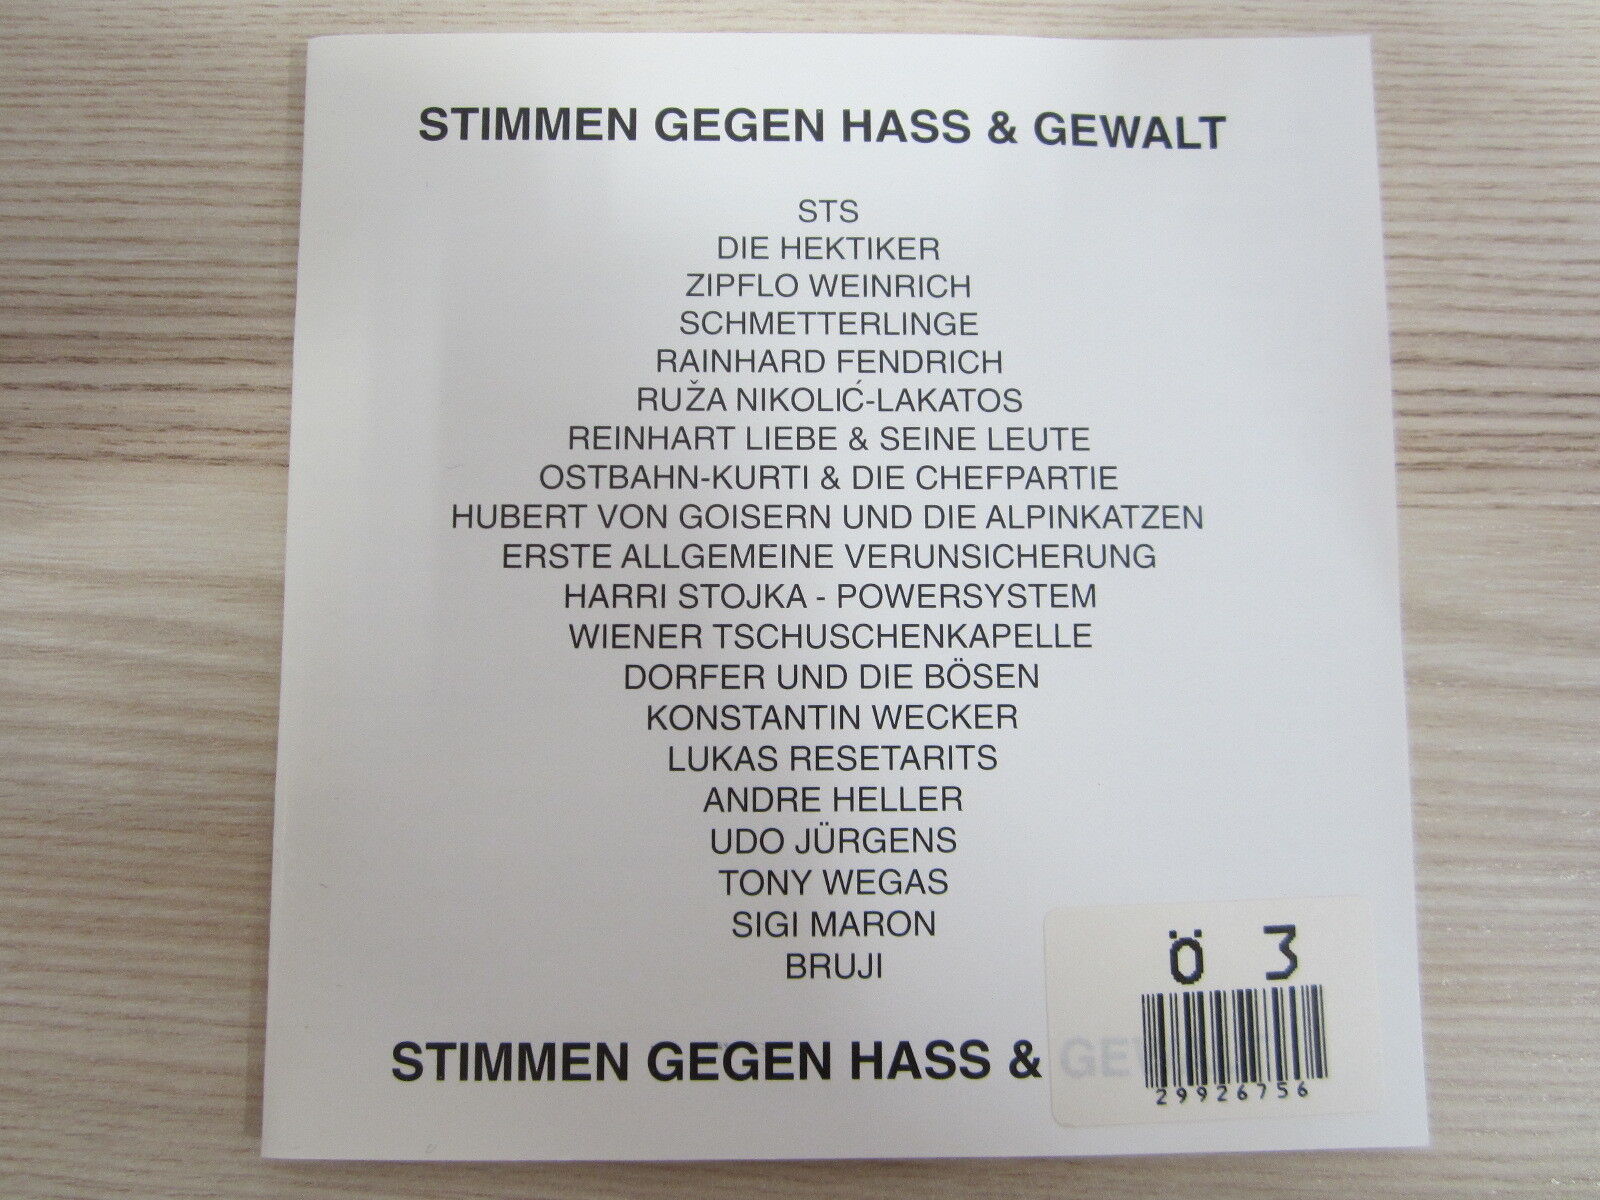 STIMMEN GEGEN HASS & GEWALT
STS
DIE HEKTIKER
ZIPFLO WEINRICH
SCHMETTERLINGE
RAINHARD FENDRICH
RUŽA NIKOLIĆ-LAKATOS
REINHART LIEBE & SEINE LEUTE
OSTBAHN-KURTI & DIE CHEFPARTIE
HUBERT VON GOISERN UND DIE ALPINKATZEN
ERSTE ALLGEMEINE VERUNSICHERUNG
HARRI STOJKA - POWERSYSTEM
WIENER TSCHUSCHENKAPELLE
DORFER UND DIE BÖSEN
KONSTANTIN WECKER
LUKAS RESETARITS
ANDRE HELLER
UDO JÜRGENS
TONY WEGAS
SIGI MARON
BRUJI
STIMMEN GEGEN HASS &
Ö 3
29926756